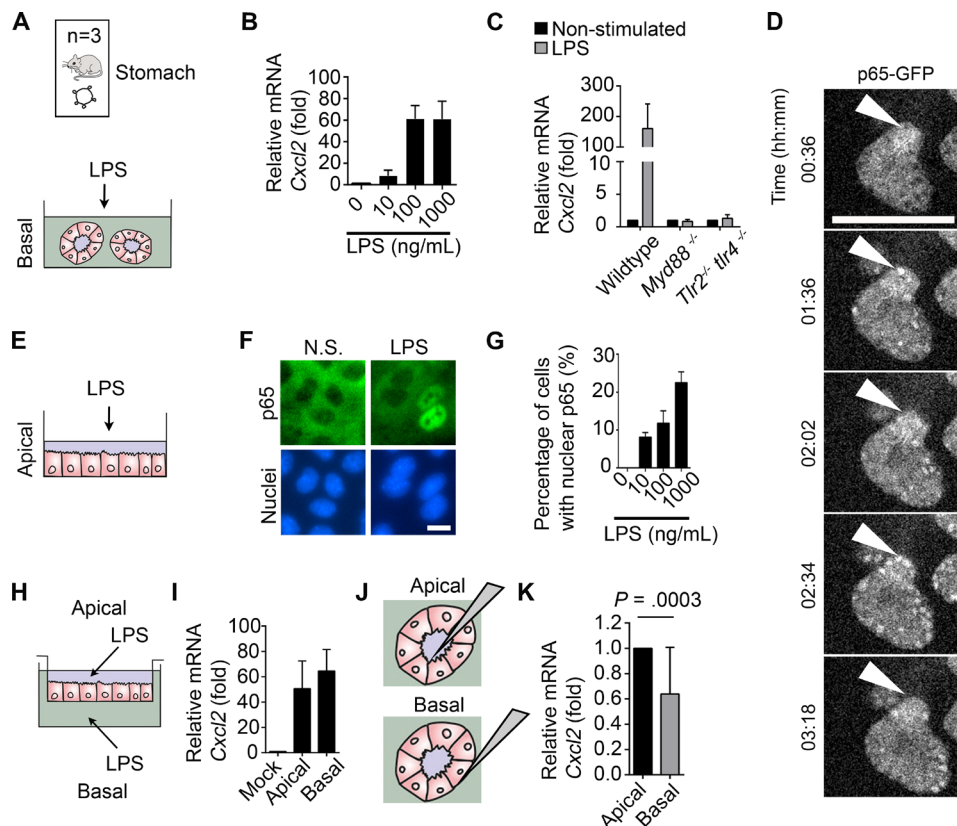 A
n=3
Stomach
LPS
Basal
B
Relative mRNA
Cxcl2 (fold)
100
80
60
40
20
0
0
10
100
1000
LPS (ng/mL)
C
Non-stimulated
LPS
Relative mRNA
Cxcl2 (fold)
300
200
100
10
5
0
Wildtype
Myd88 -/-
Tlr2-/- tlr4 -/-
D
p65-GFP
Time (hh:mm)
00:36
01:36
02:02
02:34
03:18
E
LPS
Apical
F
N.S.
LPS
p65
Nuclei
G
Percentage of cells
with nuclear p65 (%)
30
20
10
0
0
10
100
1000
LPS (ng/mL)
H
Apical
LPS
LPS
Basal
I
Relative mRNA
Cxcl2 (fold)
100
80
60
40
20
0
Mock
Apical
Basal
J
Apical
Basal
K
P = .0003
Relative mRNA
Cxcl2 (fold)
1.2
1.0
0.8
0.6
0.4
0.2
0.0
Apical
Basal